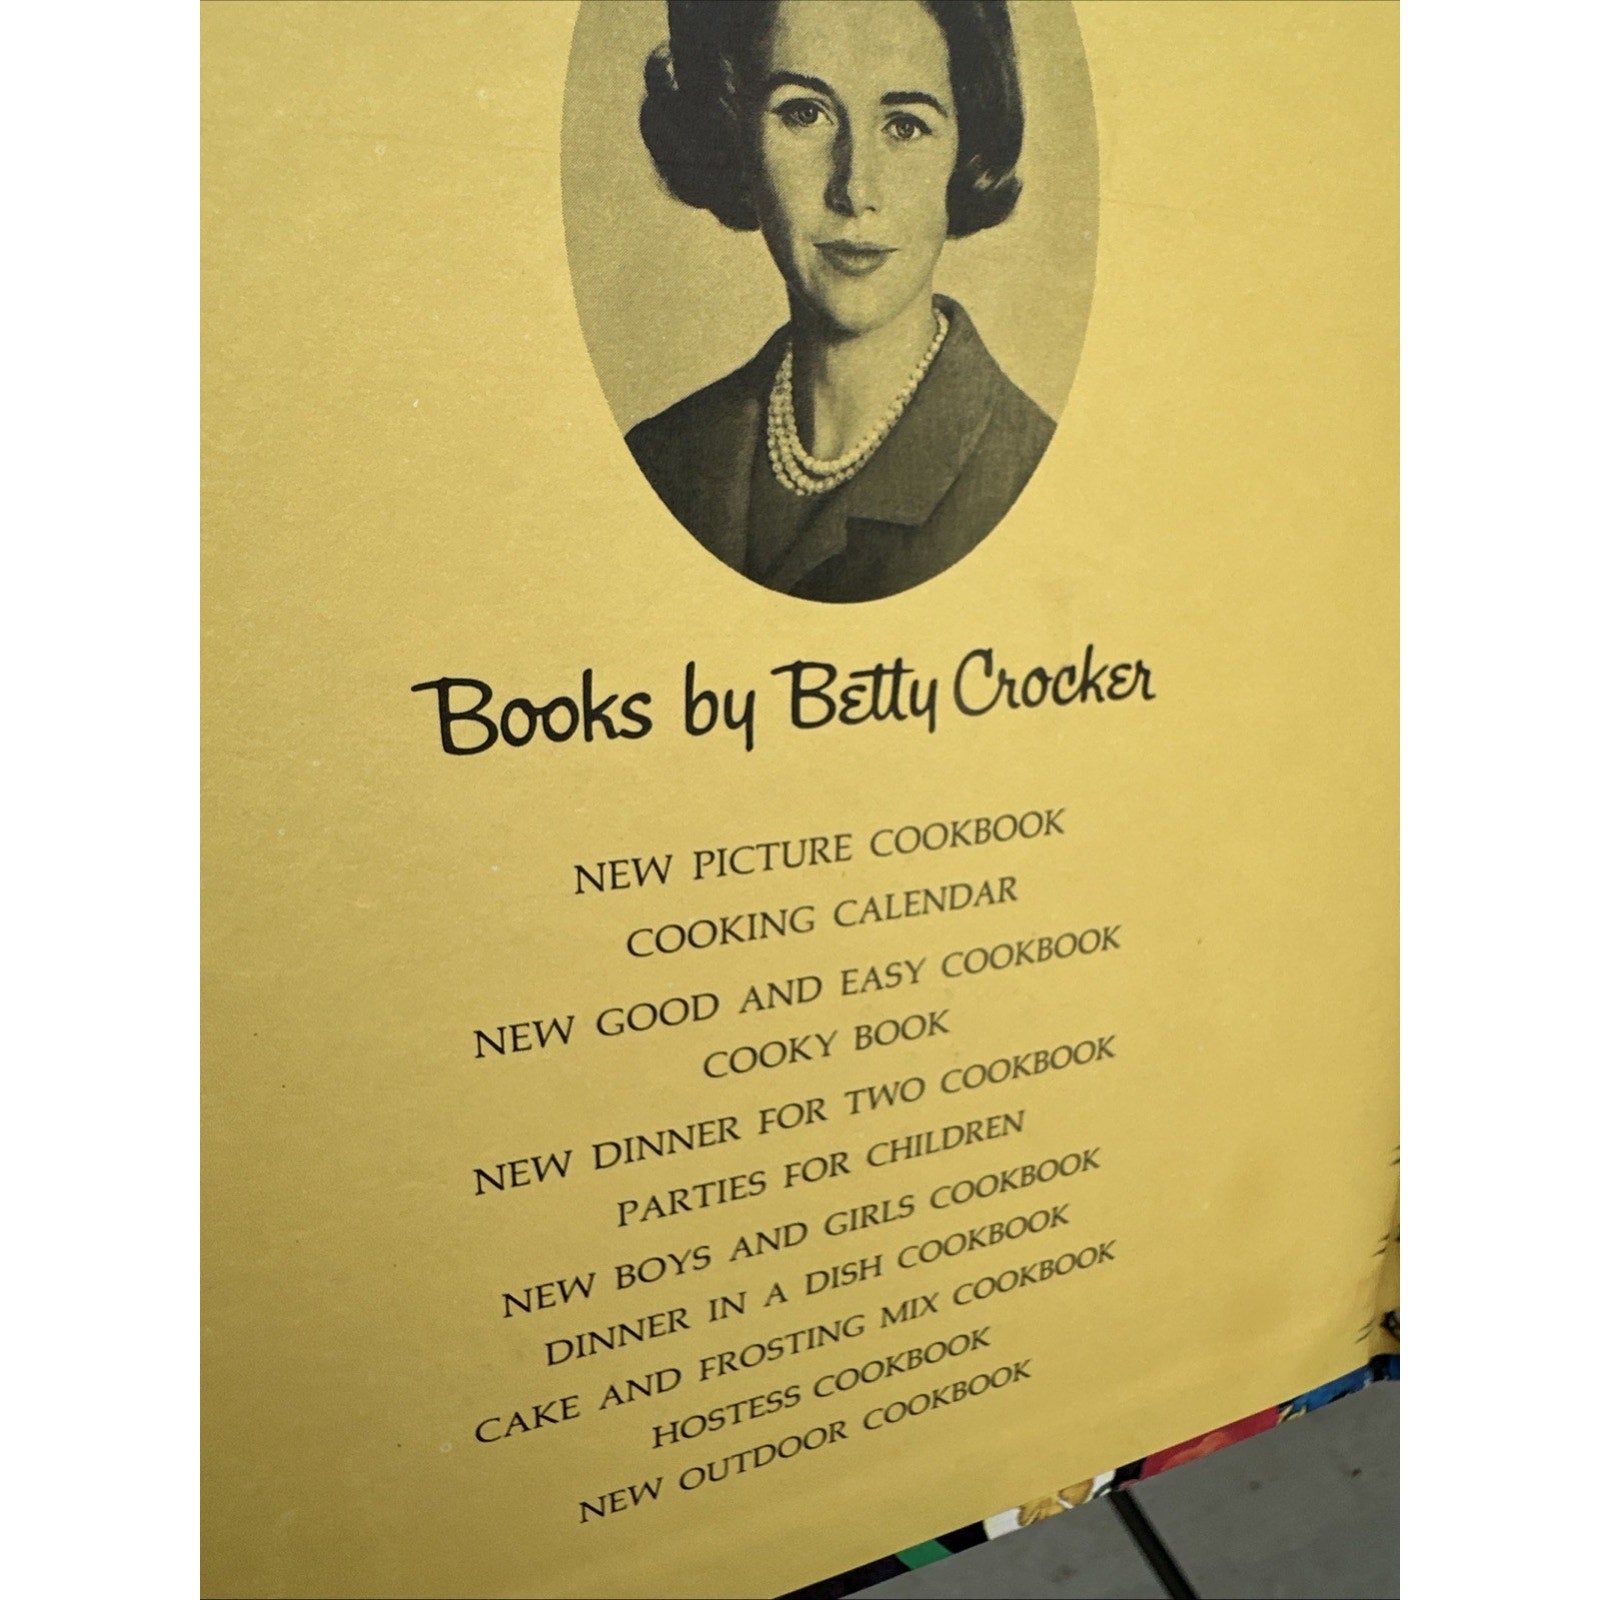 Books by Betty Crocker
NEW PICTURE COOKBOOK
COOKING CALENDAR
NEW GOOD AND EASY COOKBOOK
COOKY BOOK
NEW DINNER FOR TWO COOKBOOK
PARTIES FOR CHILDREN
NEW BOYS AND GIRLS COOKBOOK
DINNER IN A DISH COOKBOOK
CAKE AND FROSTING MIX COOKBOOK
HOSTESS COOKBOOK
NEW OUTDOOR COOKBOOK